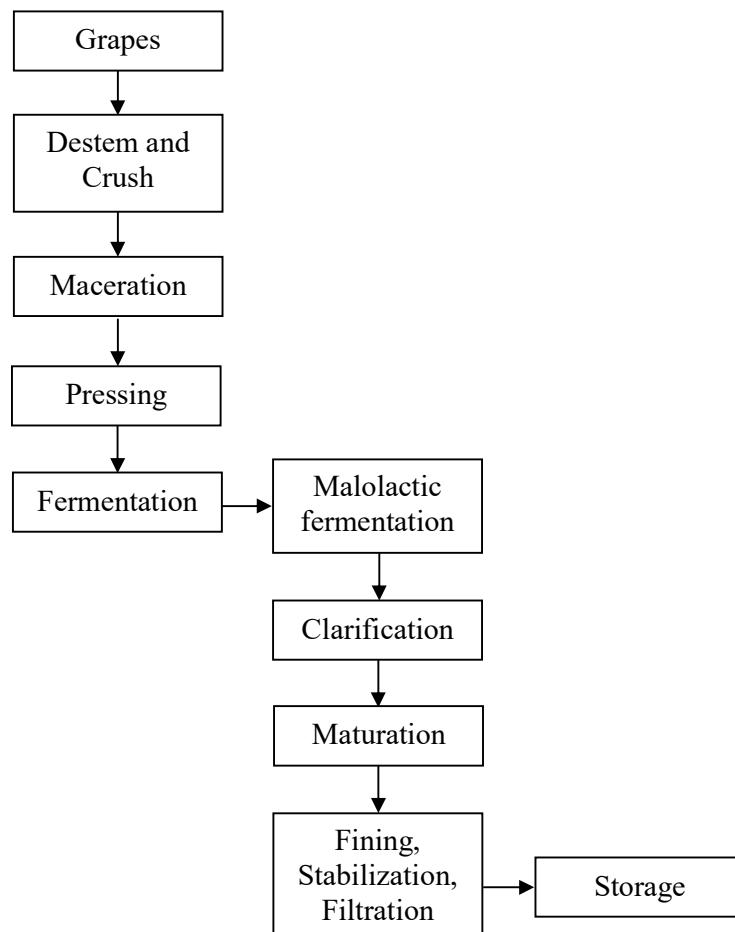 Grapes
Destem and
Crush
Maceration
Pressing
Fermentation
Malolactic
fermentation
Clarification
Maturation
Fining,
Stabilization,
Filtration
Storage